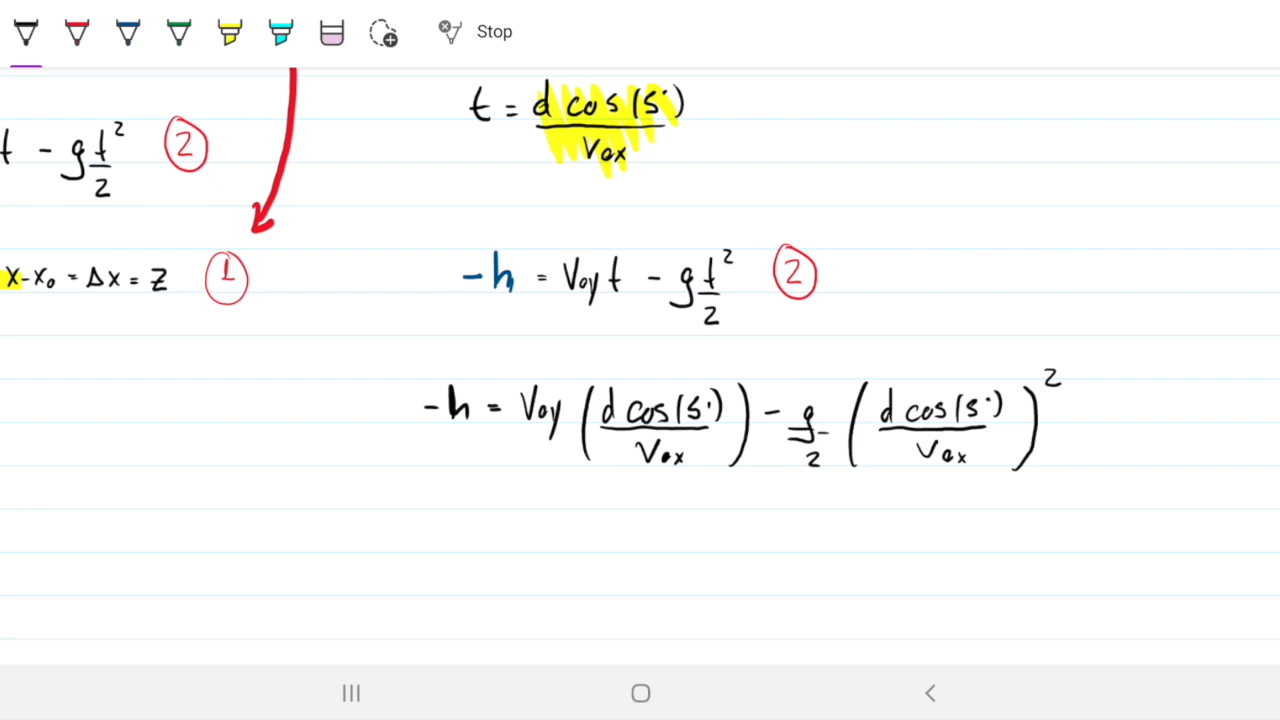 Stop
t = d cos(5°) / Vox
t - g t²/2 ②
x-x₀ = Δx = Z ①
-h = Voy t - g t²/2 ②
-h = Voy (d cos(5°) / Vox) - g/2 (d cos(5°) / Vox)²